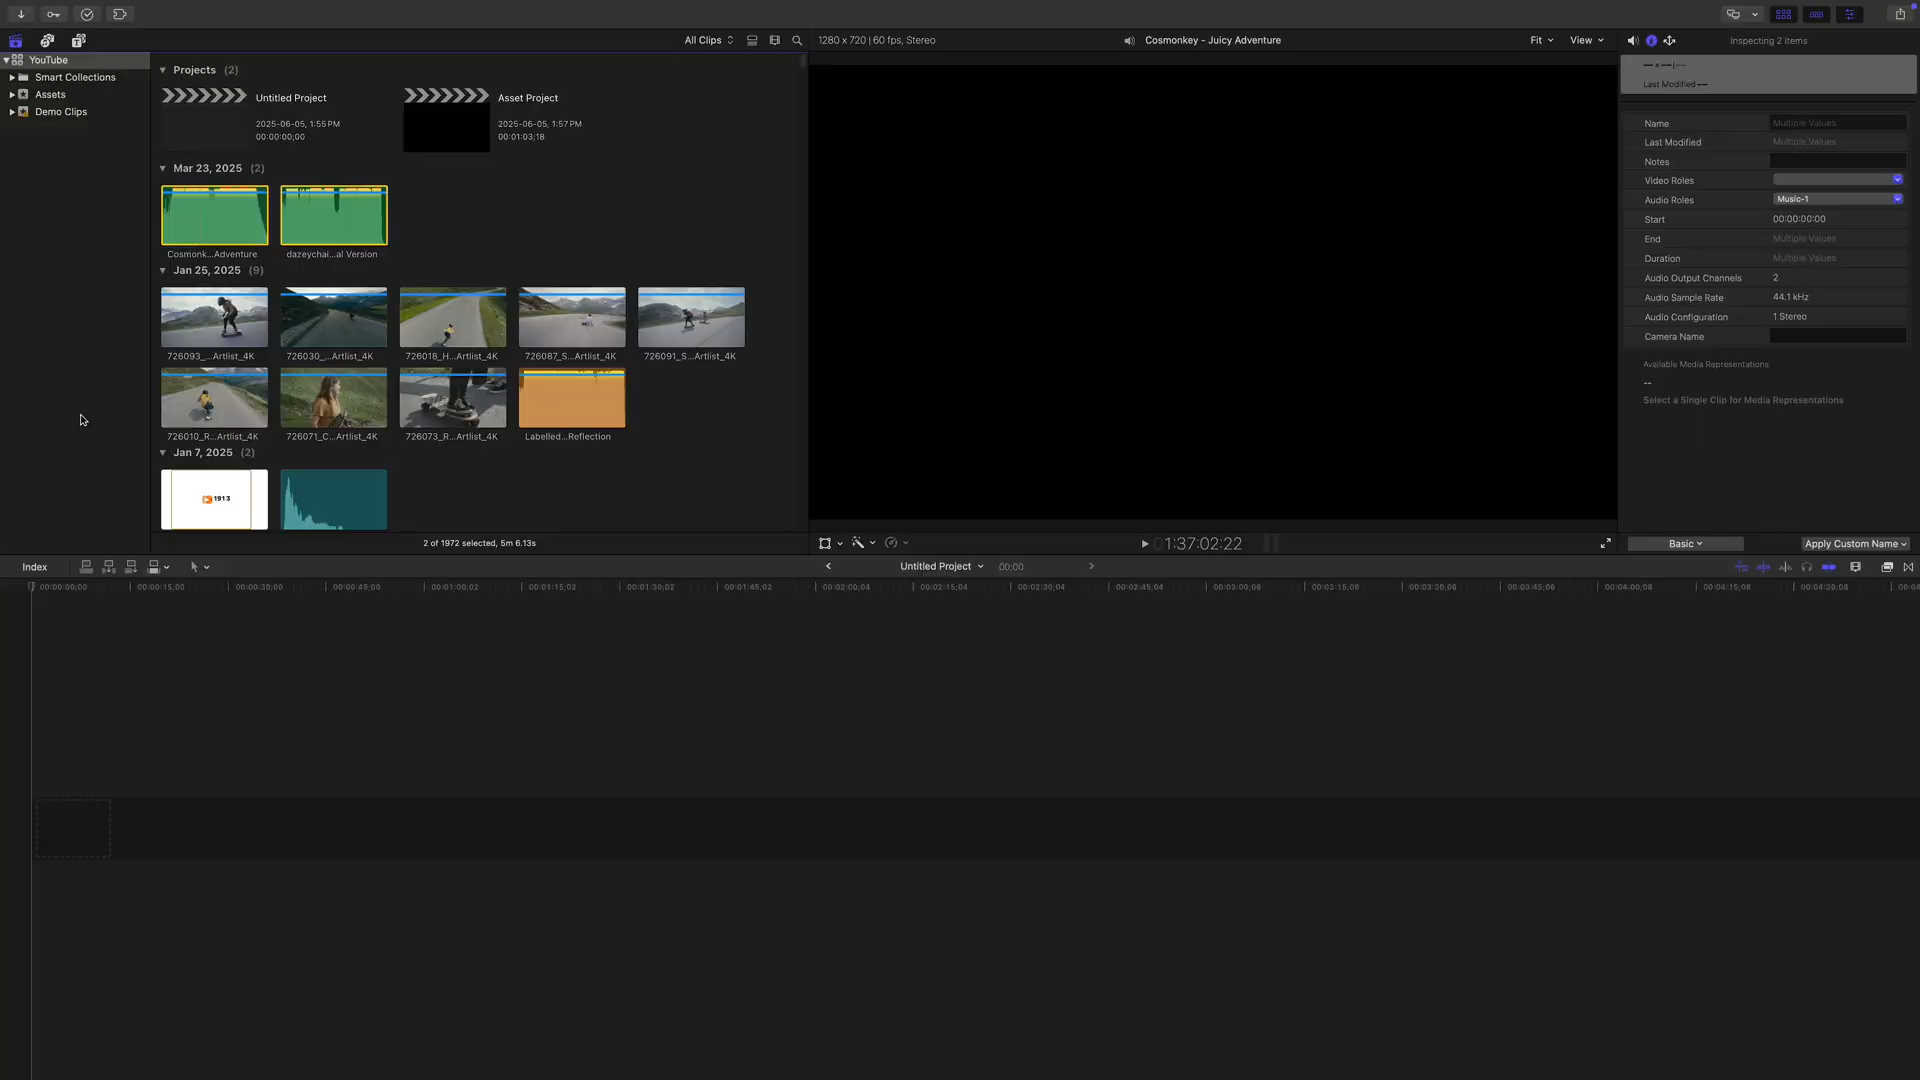 All Clips
1280 x 720 | 60 fps, Stereo
Cosmonkey - Juicy Adventure
Fit
View
Inspecting 2 items
YouTube
Smart Collections
Assets
Demo Clips
Projects (2)
Untitled Project
2025-06-05, 1:55 PM
00:00:00;00
Asset Project
2025-06-05, 1:57 PM
00:01:03;18
Mar 23, 2025 (2)
Cosmonk...Adventure
dazeychai...al Version
Jan 25, 2025 (9)
726093_...Artlist_4K
726030_...Artlist_4K
726018_H...Artlist_4K
726087_S...Artlist_4K
726091_S...Artlist_4K
726010_R...Artlist_4K
726071_C...Artlist_4K
726073_R...Artlist_4K
Labelled...Reflection
Jan 7, 2025 (2)
1913
2 of 1972 selected, 5m 6.13s
1:37:02:22
Last Modified
Name Multiple Values
Last Modified Multiple Values
Notes
Video Roles
Audio Roles Music-1
Start 00:00:00:00
End Multiple Values
Duration Multiple Values
Audio Output Channels 2
Audio Sample Rate 44.1 kHz
Audio Configuration 1 Stereo
Camera Name
Available Media Representations
--
Select a Single Clip for Media Representations
Basic
Apply Custom Name
Index
Untitled Project
00;00
00:00:00;00
00:00:15;00
00:00:30;00
00:00:45;00
00:01:00;02
00:01:15;02
00:01:30;02
00:01:45;02
00:02:00;04
00:02:15;04
00:02:30;04
00:02:45;04
00:03:00;06
00:03:15;06
00:03:30;06
00:03:45;06
00:04:00;08
00:04:15;08
00:04:30;08
00:04